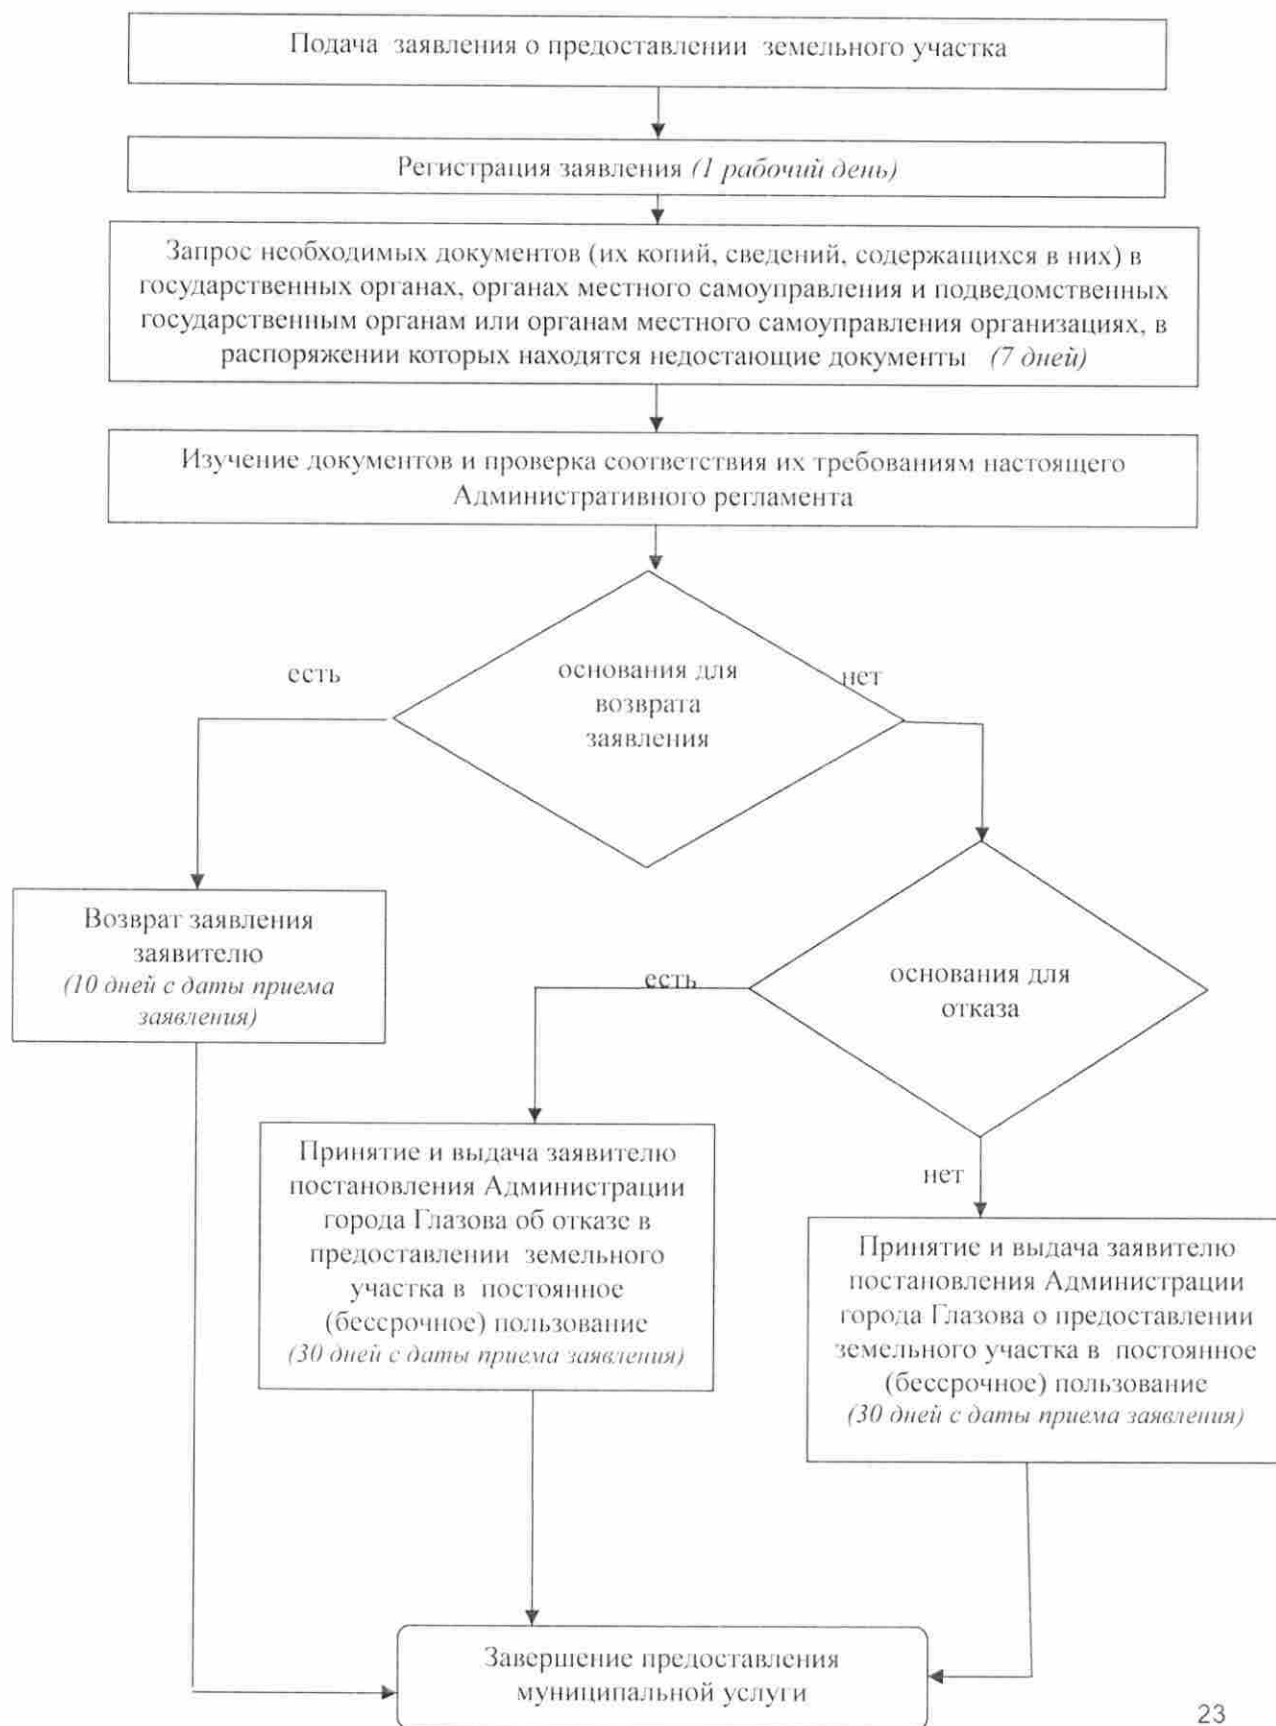 Подача заявления о предоставлении земельного участка
Регистрация заявления (1 рабочий день)
Запрос необходимых документов (их копий, сведений, содержащихся в них) в
государственных органах, органах местного самоуправления и подведомственных
государственным органам или органам местного самоуправления организациях, в
распоряжении которых находятся недостающие документы (7 дней)
Изучение документов и проверка соответствия их требованиям настоящего
Административного регламента
есть
основания для
возврата
заявления
нет
Возврат заявления
заявителю
(10 дней с даты приема
заявления)
есть
основания для
отказа
Принятие и выдача заявителю
постановления Администрации
города Глазова об отказе в
предоставлении земельного
участка в постоянное
(бессрочное) пользование
(30 дней с даты приема заявления)
нет
Принятие и выдача заявителю
постановления Администрации
города Глазова о предоставлении
земельного участка в постоянное
(бессрочное) пользование
(30 дней с даты приема заявления)
Завершение предоставления
муниципальной услуги
23